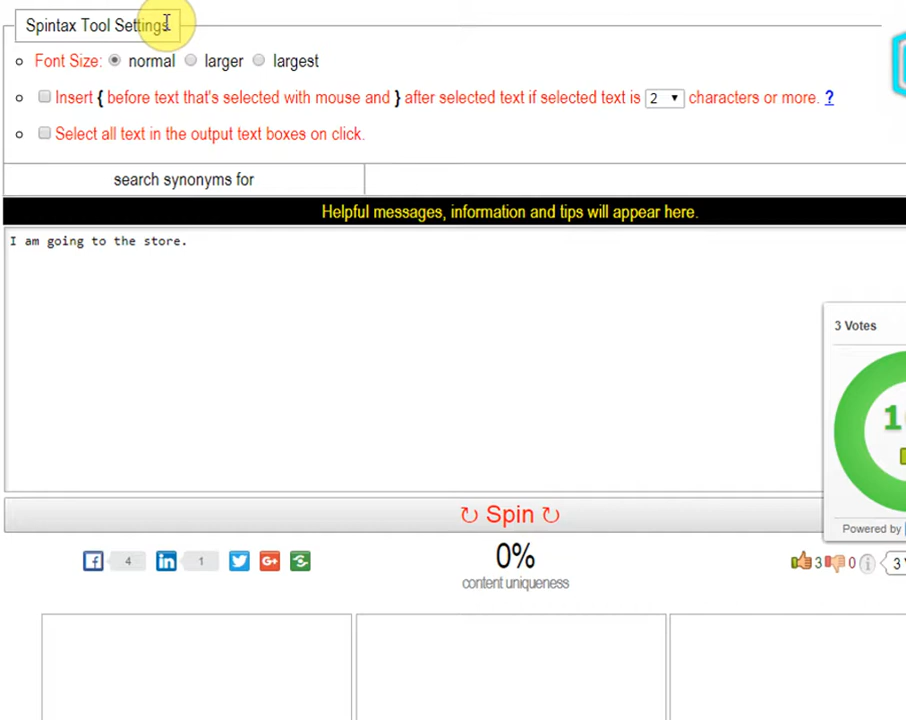 Spintax Tool Settings
Font Size: normal larger largest
Insert { before text that's selected with mouse and } after selected text if selected text is 2 characters or more. ?
Select all text in the output text boxes on click.
search synonyms for
Helpful messages, information and tips will appear here.
I am going to the store.
3 Votes
↻ Spin ↻
Powered by
4
1
0%
3
0
3
content uniqueness